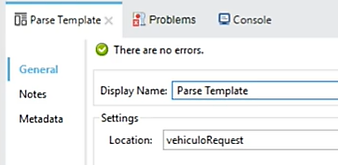 Parse Template Problems Console
There are no errors.
General
Display Name: Parse Template
Notes
Metadata
Settings
Location: vehiculoRequest